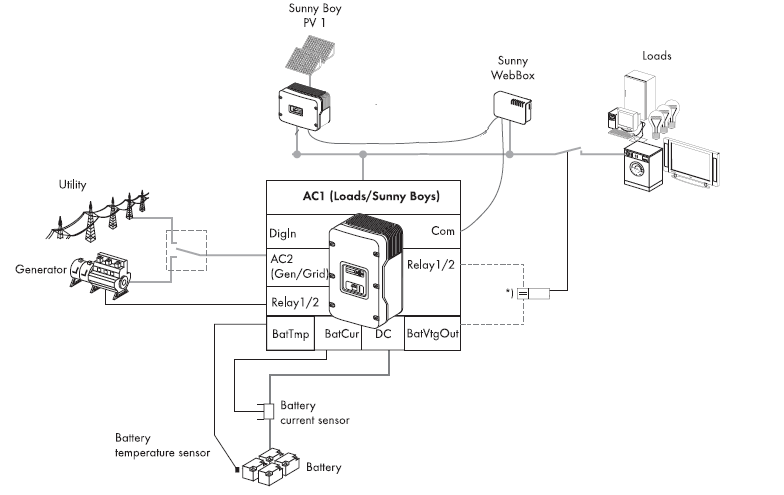 Sunny Boy
PV 1
Sunny
WebBox
Loads
Utility
Generator
AC1 (Loads/Sunny Boys)
DigIn
Com
AC2
(Gen/Grid)
Relay1/2
Relay1/2
*)
BatTmp
BatCur
DC
BatVtgOut
Battery
current sensor
Battery
temperature sensor
Battery